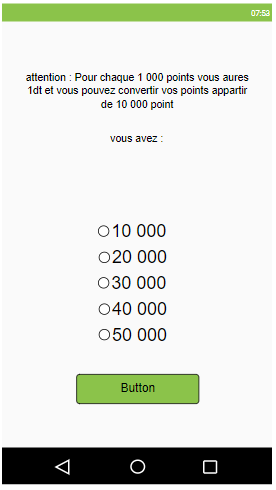 07:53
attention : Pour chaque 1 000 points vous aures
1dt et vous pouvez convertir vos points appartir
de 10 000 point
vous avez :
10 000
20 000
30 000
40 000
50 000
Button